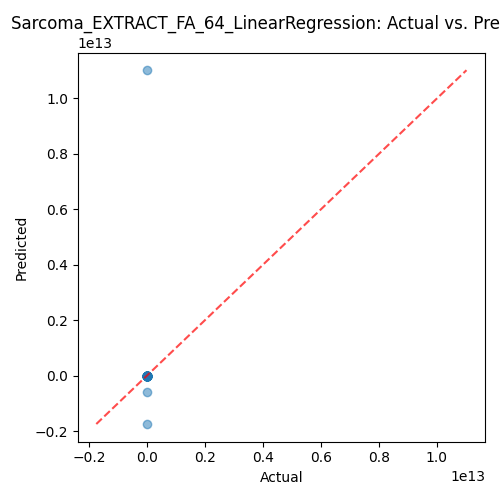 Sarcoma_EXTRACT_FA_64_LinearRegression: Actual vs. Pre
1e13
1.0
0.8
0.6
0.4
0.2
0.0
−0.2
Predicted
−0.2 0.0 0.2 0.4 0.6 0.8 1.0
1e13
Actual